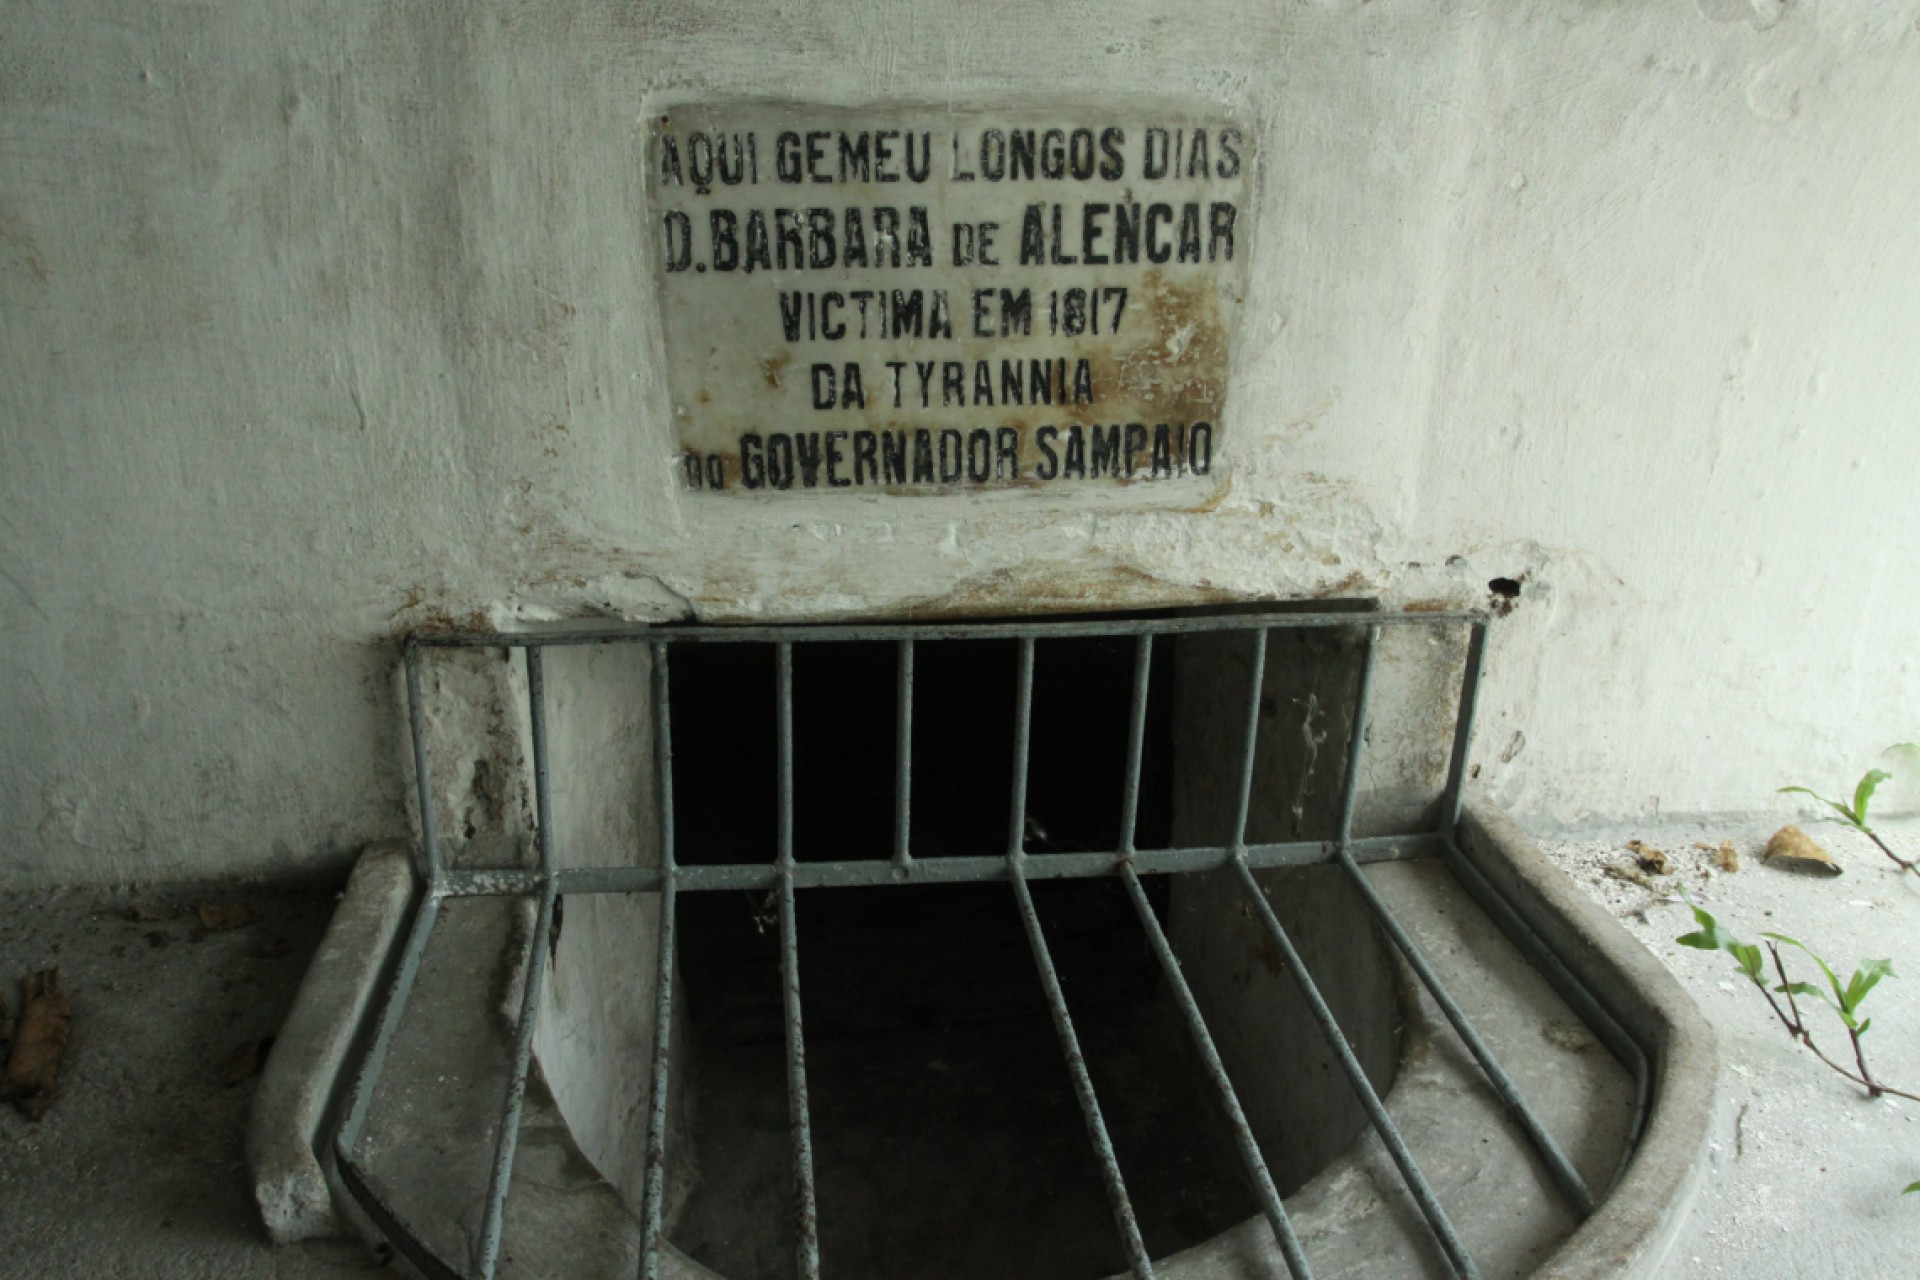 AQUI GEMEU LONGOS DIAS
D. BARBARA DE ALENCAR
VICTIMA EM 1817
DA TYRANNIA
DO GOVERNADOR SAMPAIO